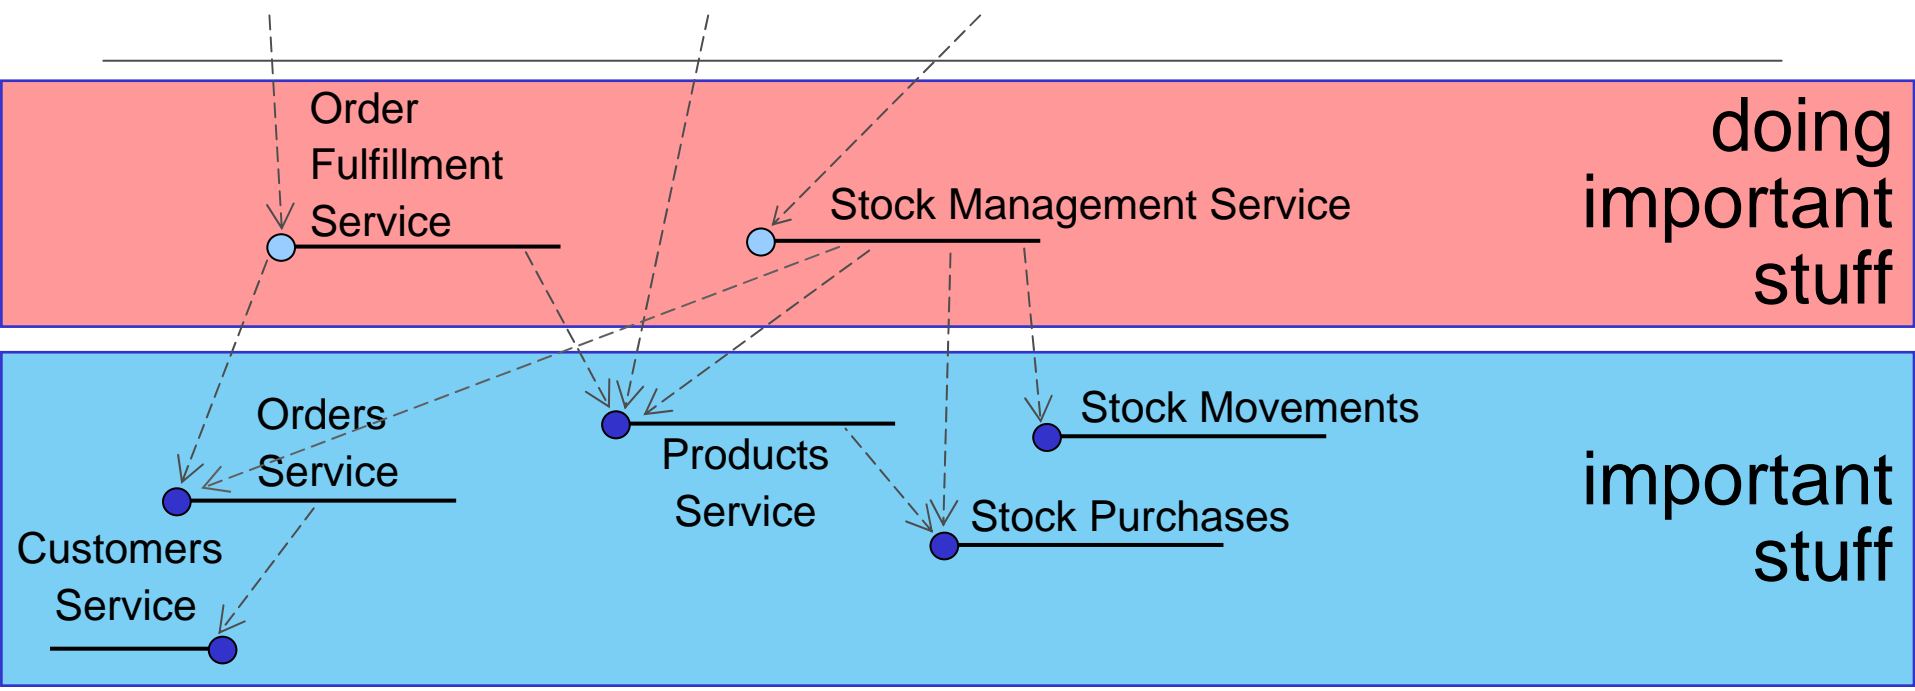 Order
Fulfillment
Service
Stock Management Service
doing
important
stuff
Orders
Service
Products
Service
Stock Movements
Stock Purchases
Customers
Service
important
stuff